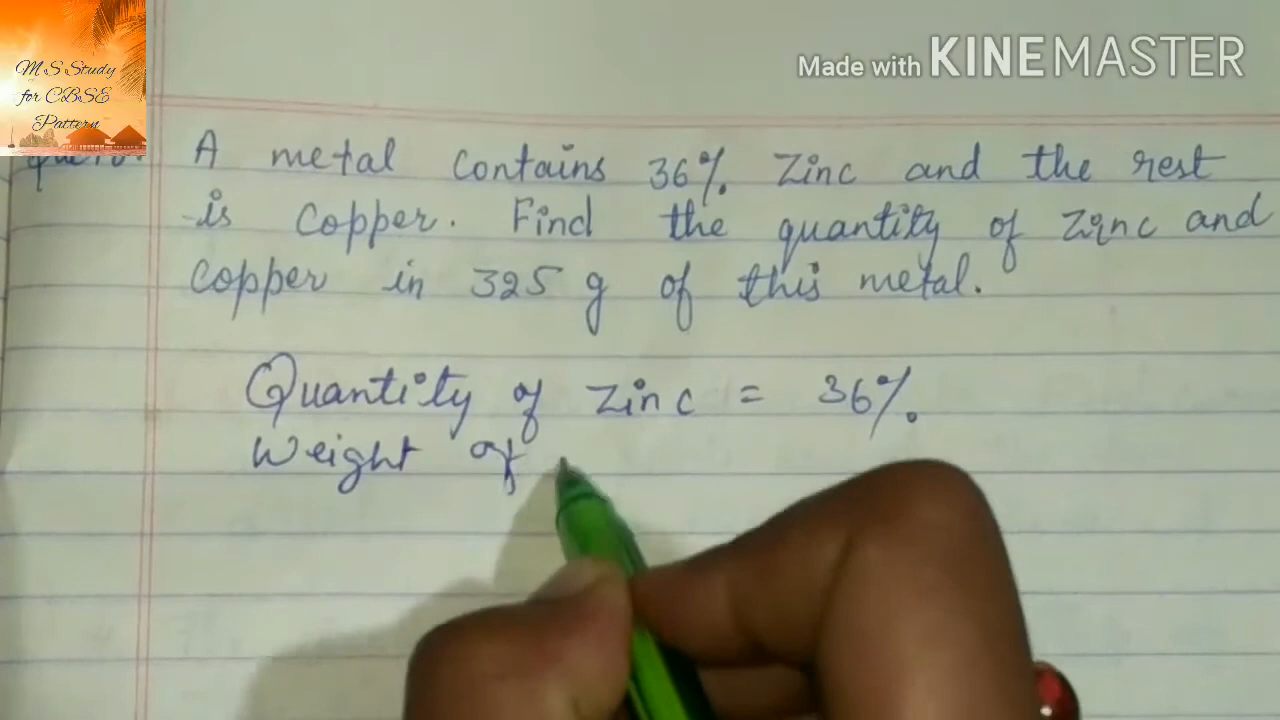 M.S Study
for CBSE
Pattern
Made with KINEMASTER
A metal contains 36% Zinc and the rest
is Copper. Find the quantity of Zinc and
Copper in 325 g of this metal.
Quantity of Zinc = 36%.
Weight of